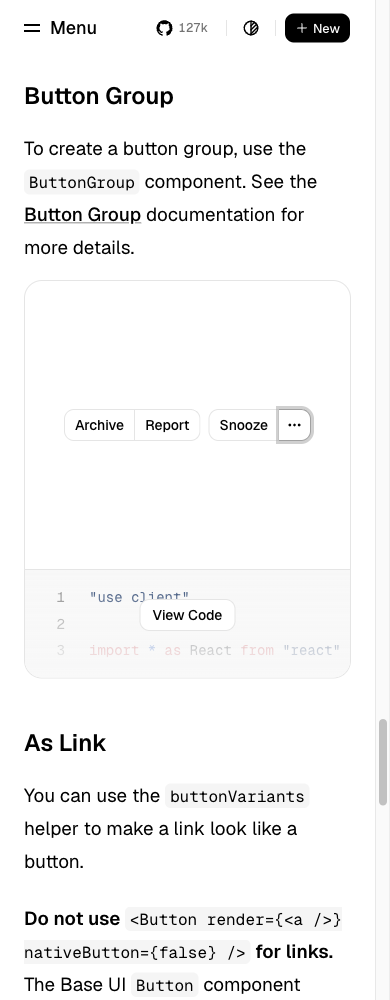 Menu 127k New
Button Group
To create a button group, use the
ButtonGroup component. See the
Button Group documentation for
more details.
Archive Report Snooze ···
1 "use client"
View Code
2
3 import * as React from "react"
As Link
You can use the buttonVariants
helper to make a link look like a
button.
Do not use <Button render={<a />}
nativeButton={false} /> for links.
The Base UI Button component